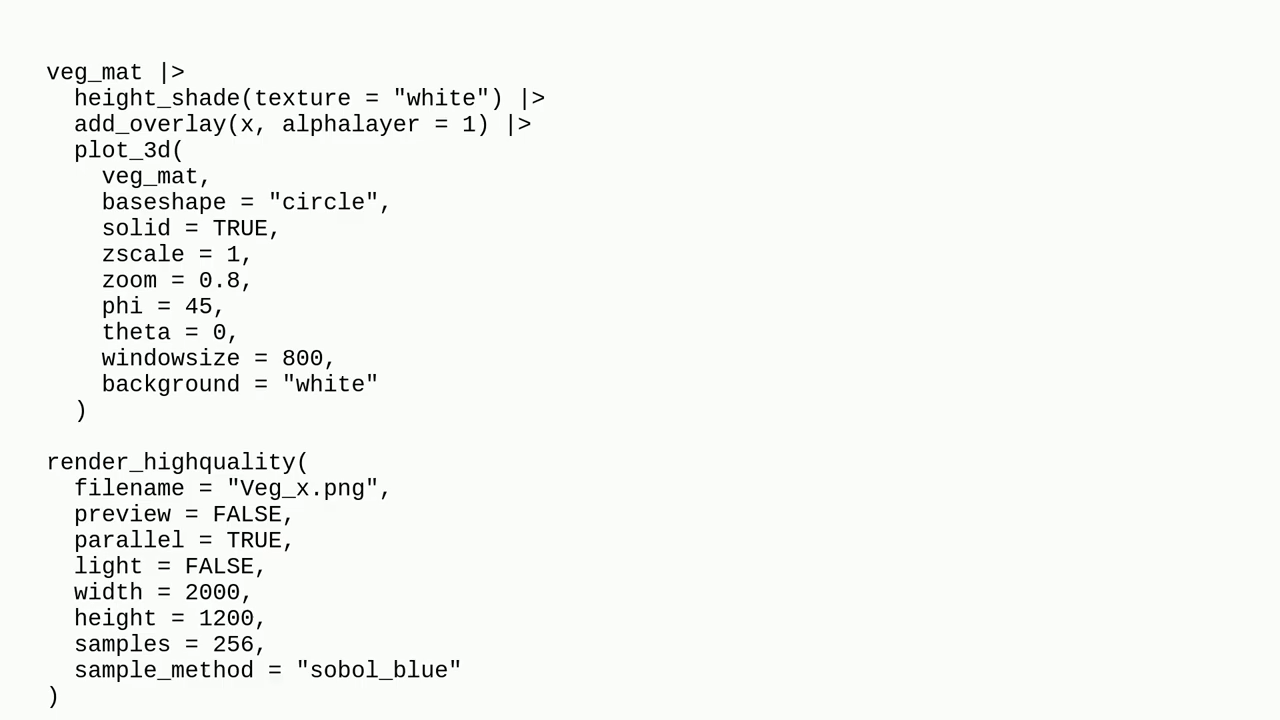 veg_mat |>
  height_shade(texture = "white") |>
  add_overlay(x, alphalayer = 1) |>
  plot_3d(
    veg_mat,
    baseshape = "circle",
    solid = TRUE,
    zscale = 1,
    zoom = 0.8,
    phi = 45,
    theta = 0,
    windowsize = 800,
    background = "white"
  )

render_highquality(
  filename = "Veg_x.png",
  preview = FALSE,
  parallel = TRUE,
  light = FALSE,
  width = 2000,
  height = 1200,
  samples = 256,
  sample_method = "sobol_blue"
)